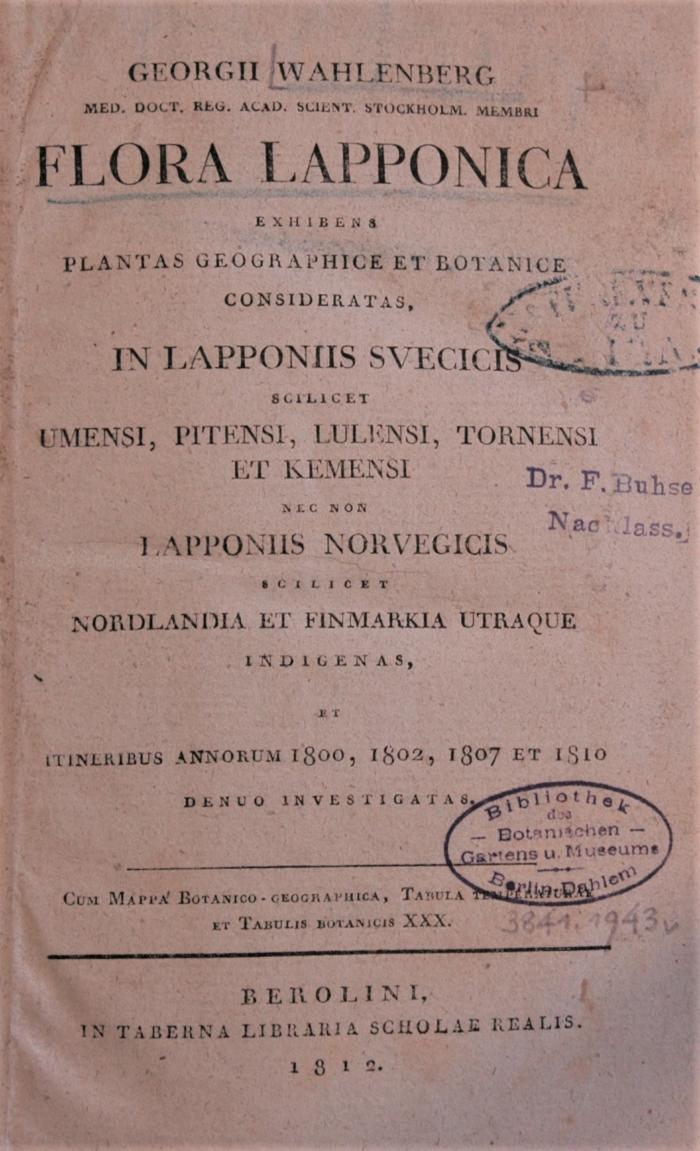 GEORGII WAHLENBERG
MED. DOCT. REG. ACAD. SCIENT. STOCKHOLM. MEMBRI
FLORA LAPPONICA
EXHIBENS
PLANTAS GEOGRAPHICE ET BOTANICE
CONSIDERATAS,
IN LAPPONIIS SVECICIS
SCILICET
UMENSI, PITENSI, LULENSI, TORNENSI
ET KEMENSI
Dr. F. Buhse
Nachlass.
NEC NON
LAPPONIIS NORVEGICIS
SCILICET
NORDLANDIA ET FINMARKIA UTRAQUE
INDIGENAS,
ET
ITINERIBUS ANNORUM 1800, 1802, 1807 ET 1810
DENUO INVESTIGATAS.
Bibliothek
des
— Botanischen —
Gartens u. Museums
Berlin-Dahlem
CUM MAPPA BOTANICO-GEOGRAPHICA, TABULA TEMPERATURAE
ET TABULIS BOTANICIS XXX.
3841.1943
BEROLINI,
IN TABERNA LIBRARIA SCHOLAE REALIS.
1812.